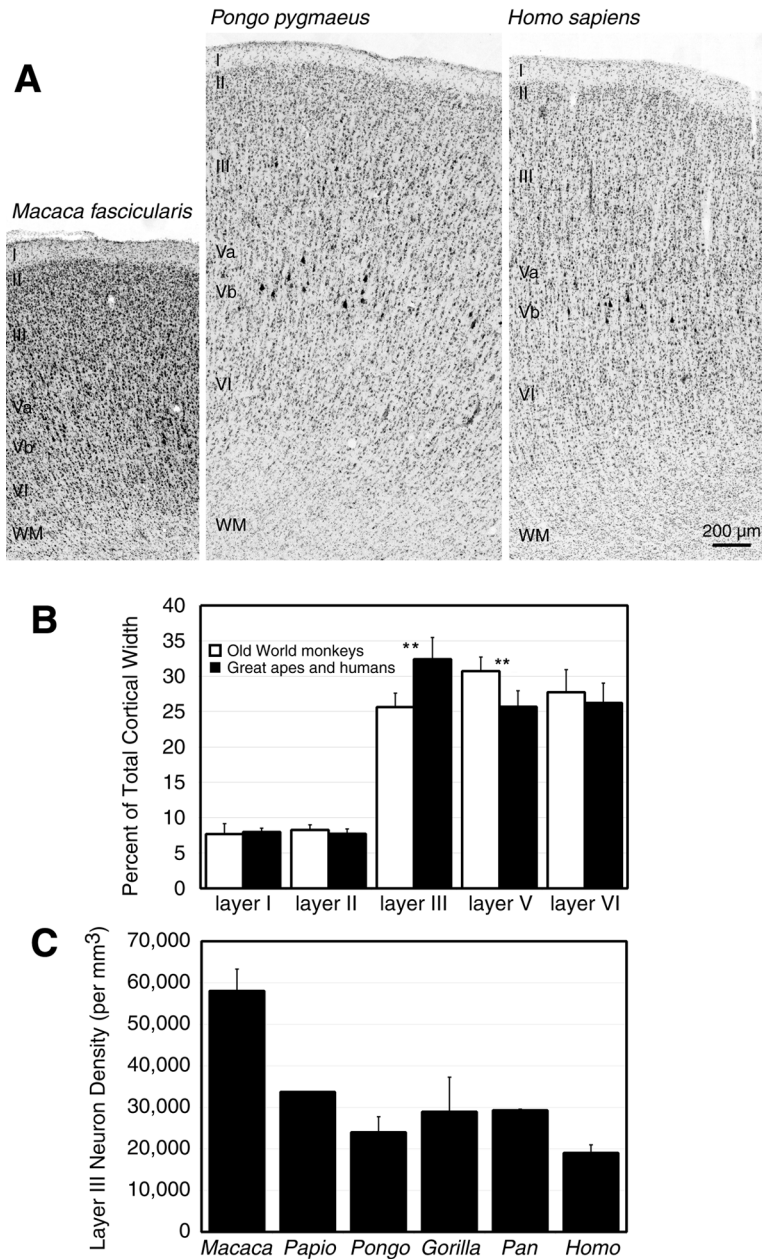 Pongo pygmaeus
Homo sapiens
A
I
II
III
Va
Vb
VI
WM
I
II
III
Va
Vb
VI
WM
200 µm
Macaca fascicularis
I
II
III
Va
Vb
VI
WM
B
Percent of Total Cortical Width
40
35
30
25
20
15
10
5
0
Old World monkeys
Great apes and humans
**
**
layer I
layer II
layer III
layer V
layer VI
C
Layer III Neuron Density (per mm³)
70,000
60,000
50,000
40,000
30,000
20,000
10,000
0
Macaca
Papio
Pongo
Gorilla
Pan
Homo